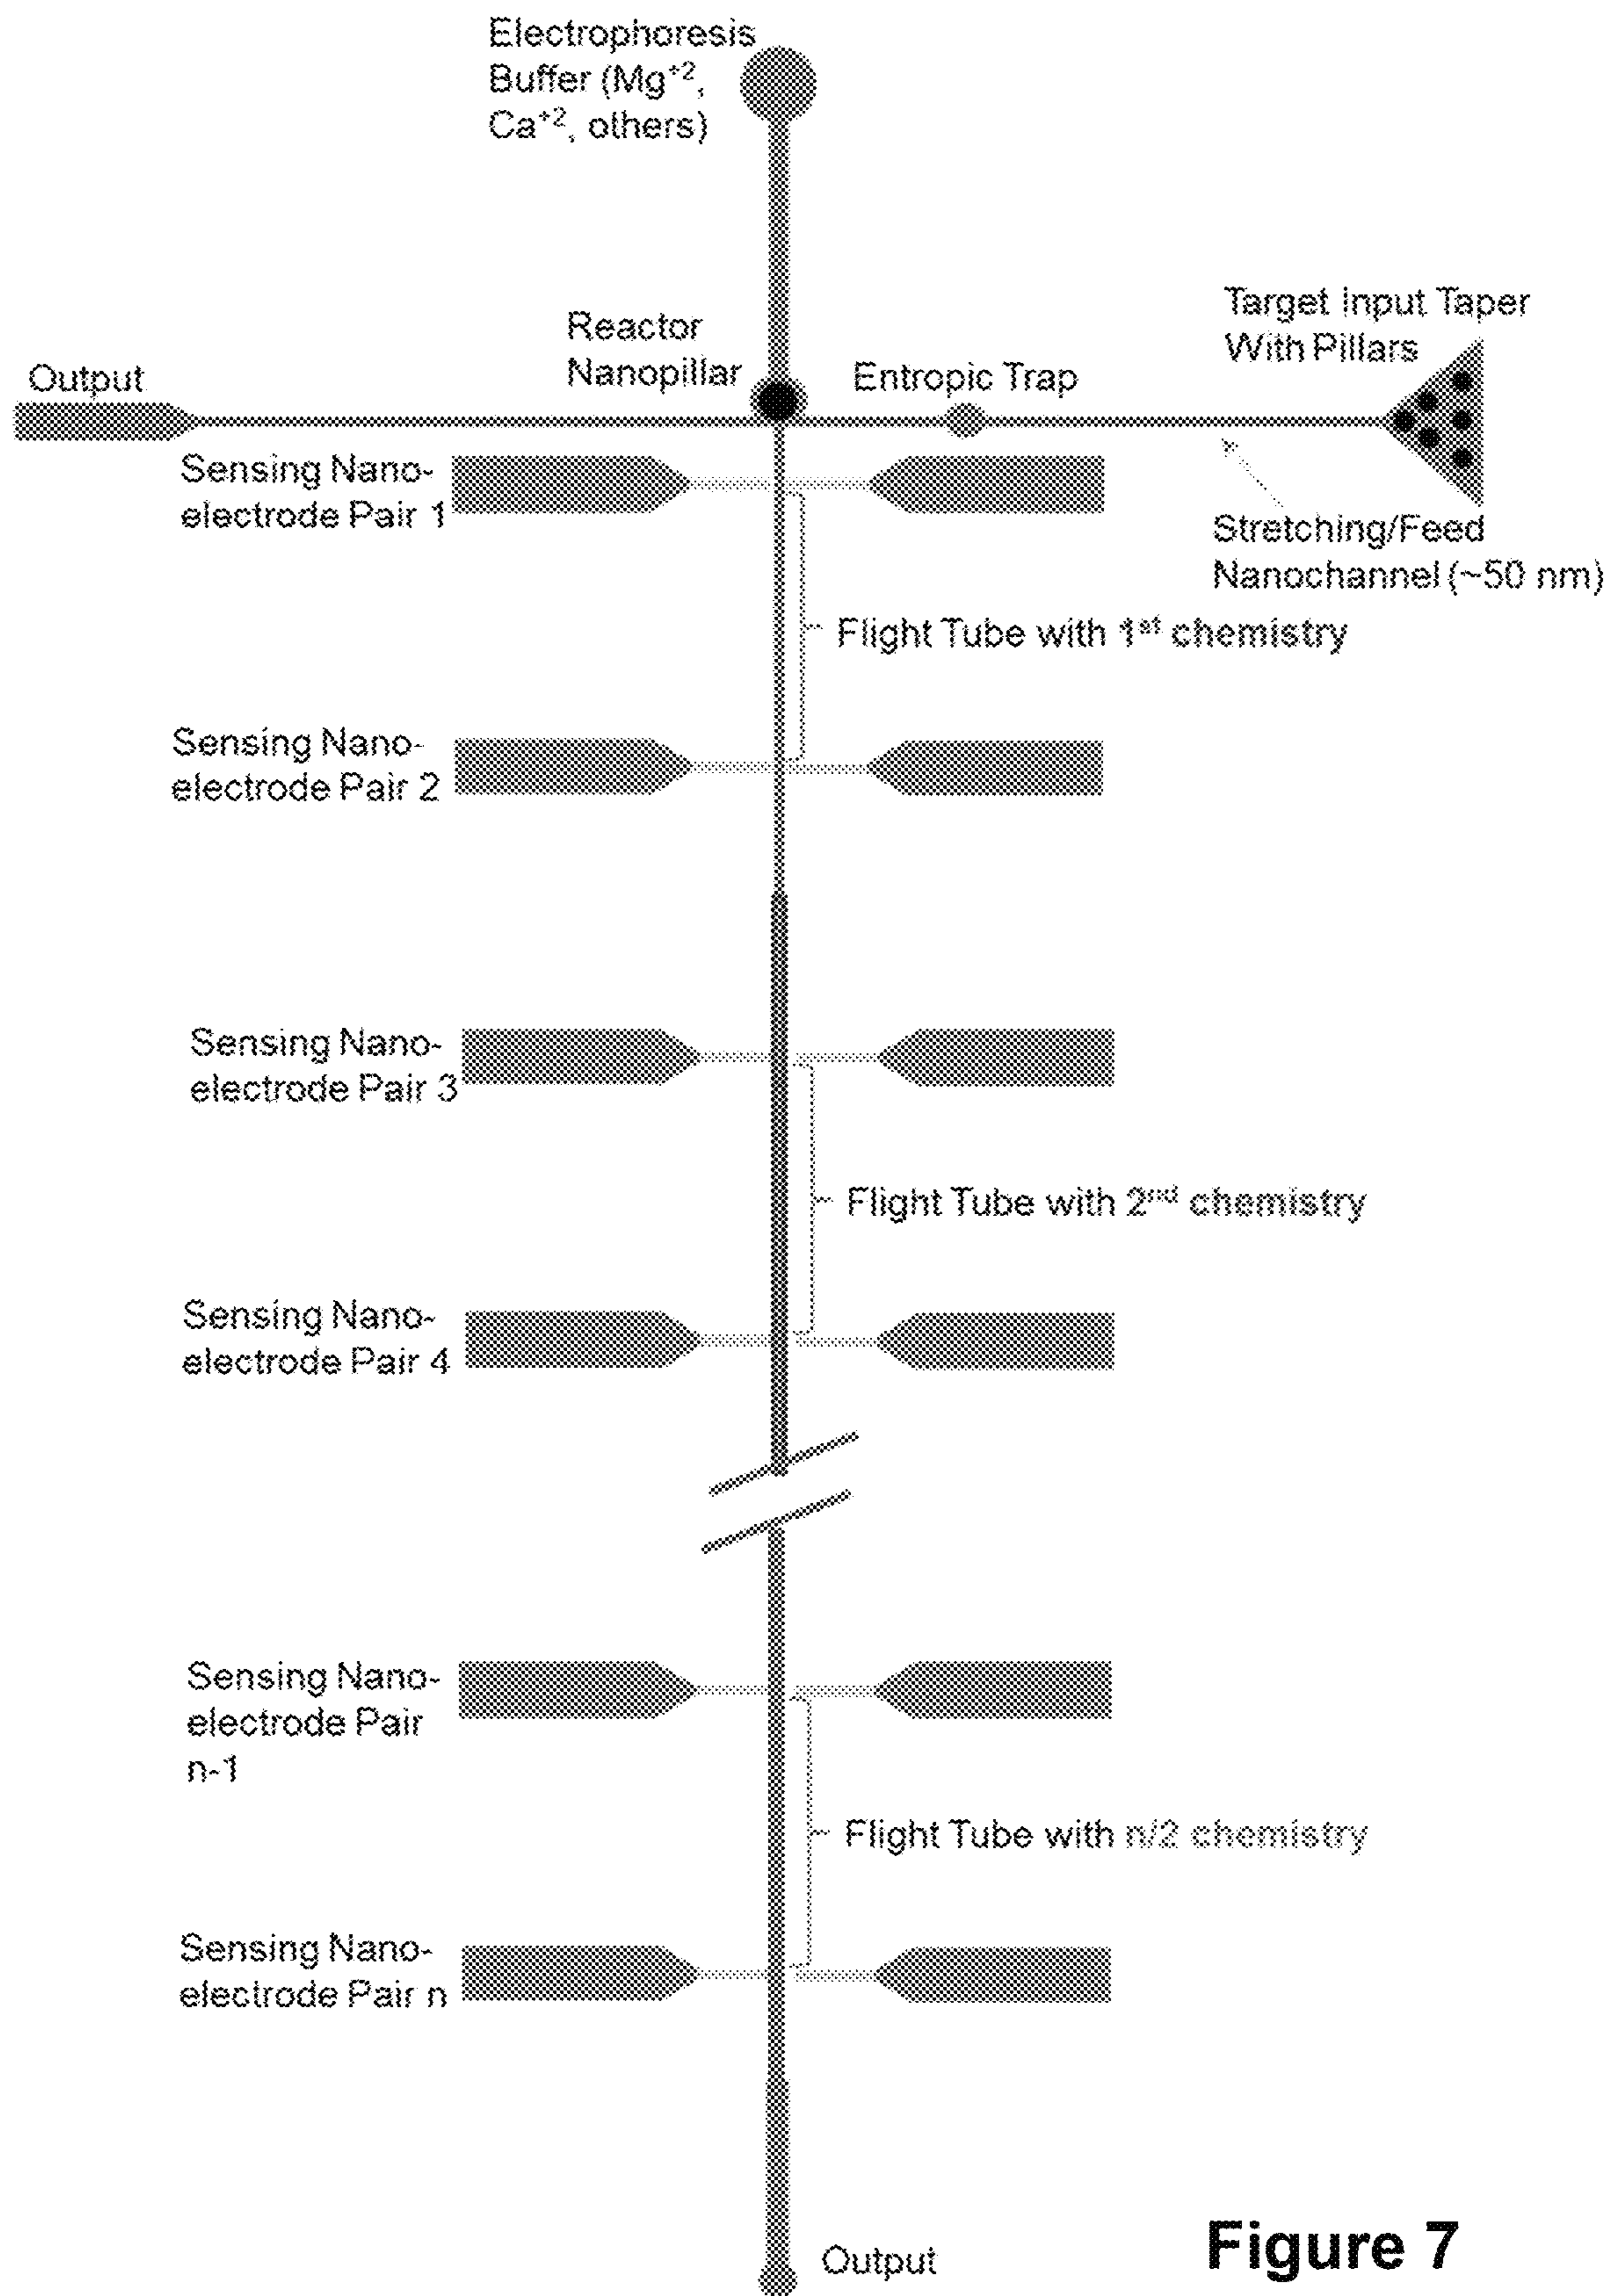 Electrophoresis
Buffer (Mg⁺²,
Ca⁺², others)
Target Input Taper
With Pillars
Reactor
Nanopillar
Entropic Trap
Output
Sensing Nano-
electrode Pair 1
Stretching/Feed
Nanochannel (~50 nm)
Flight Tube with 1ˢᵗ chemistry
Sensing Nano-
electrode Pair 2
Sensing Nano-
electrode Pair 3
Flight Tube with 2ⁿᵈ chemistry
Sensing Nano-
electrode Pair 4
Sensing Nano-
electrode Pair
n-1
Flight Tube with n/2 chemistry
Sensing Nano-
electrode Pair n
Output
Figure 7